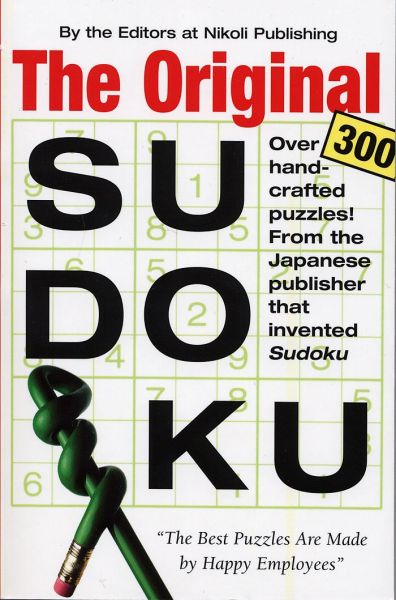 By the Editors at Nikoli Publishing
The Original
SU
DO
KU
Over 300
hand-
crafted
puzzles!
From the
Japanese
publisher
that
invented
Sudoku
“The Best Puzzles Are Made
by Happy Employees”